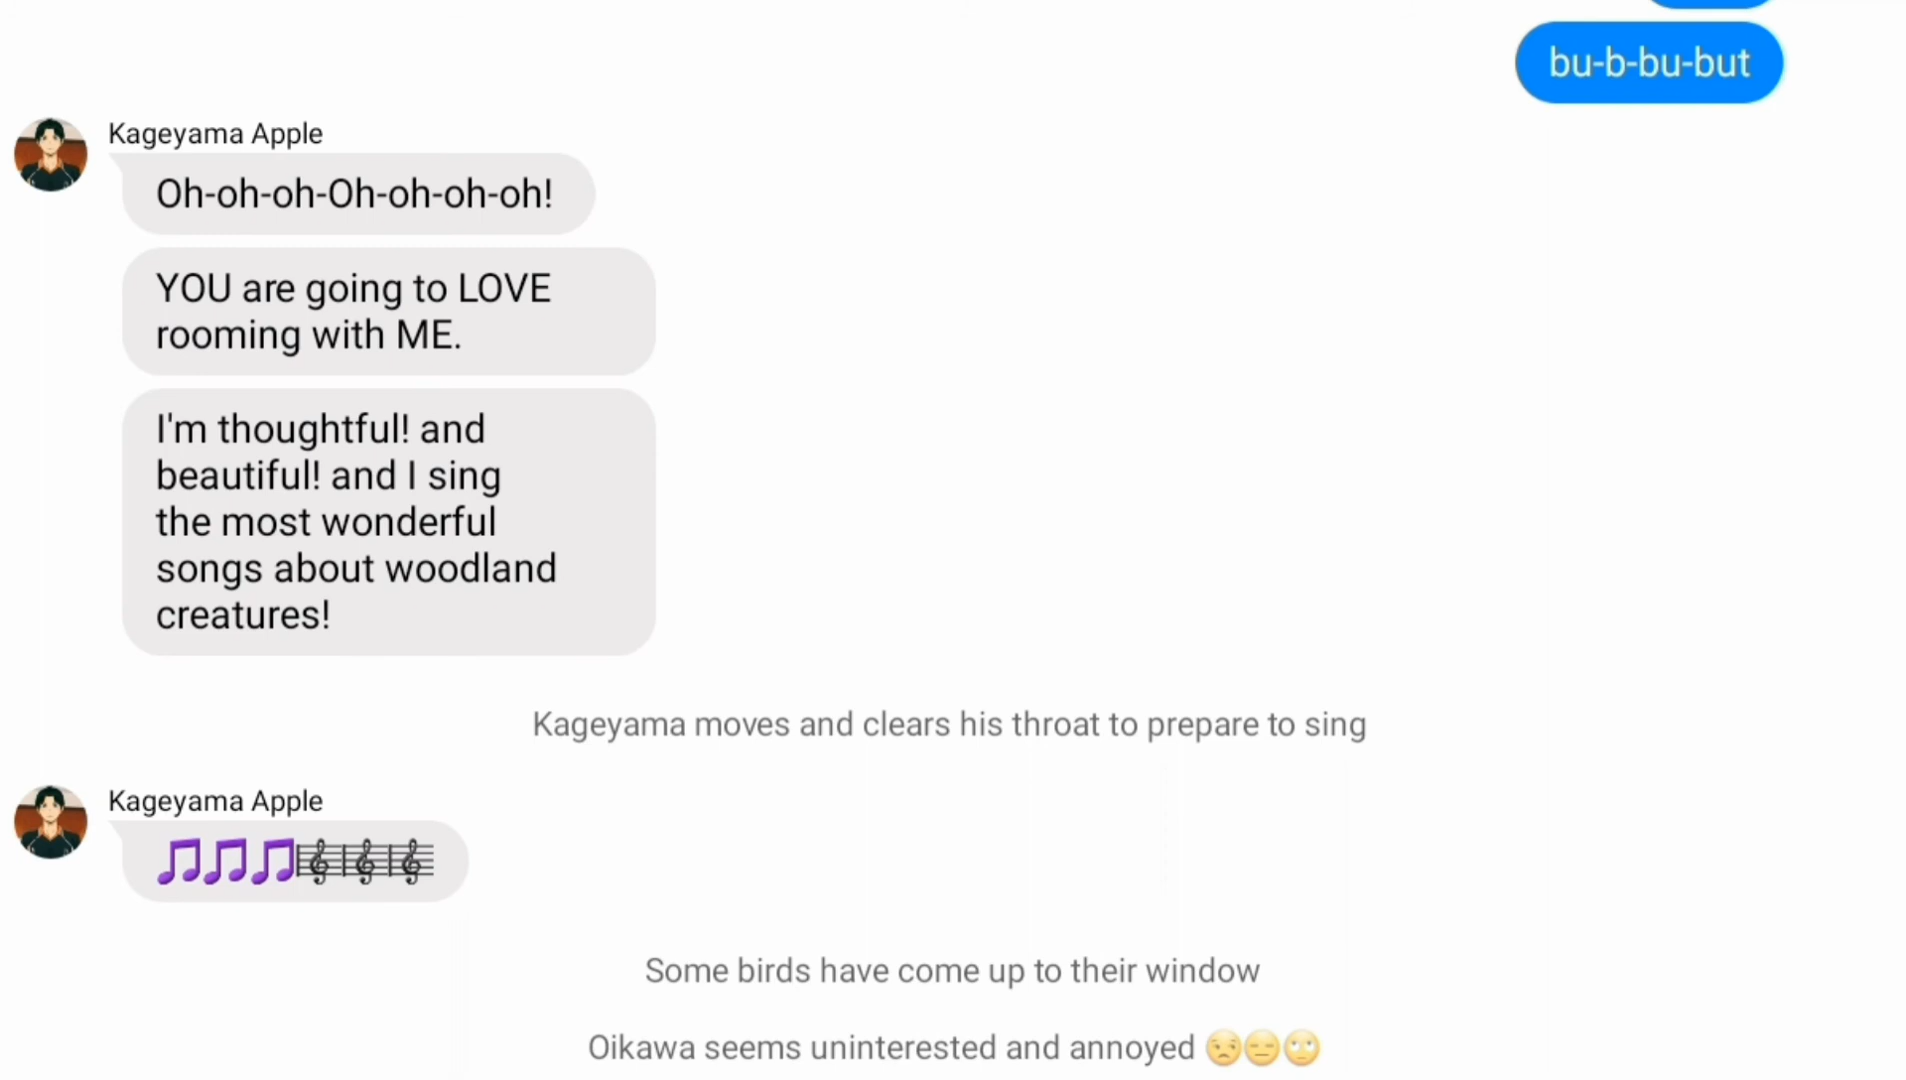 bu-b-bu-but
Kageyama Apple
Oh-oh-oh-Oh-oh-oh-oh!
YOU are going to LOVE
rooming with ME.
I'm thoughtful! and
beautiful! and I sing
the most wonderful
songs about woodland
creatures!
Kageyama moves and clears his throat to prepare to sing
Kageyama Apple
🎵🎵🎵🎼🎼🎼
Some birds have come up to their window
Oikawa seems uninterested and annoyed 😒😑🙄